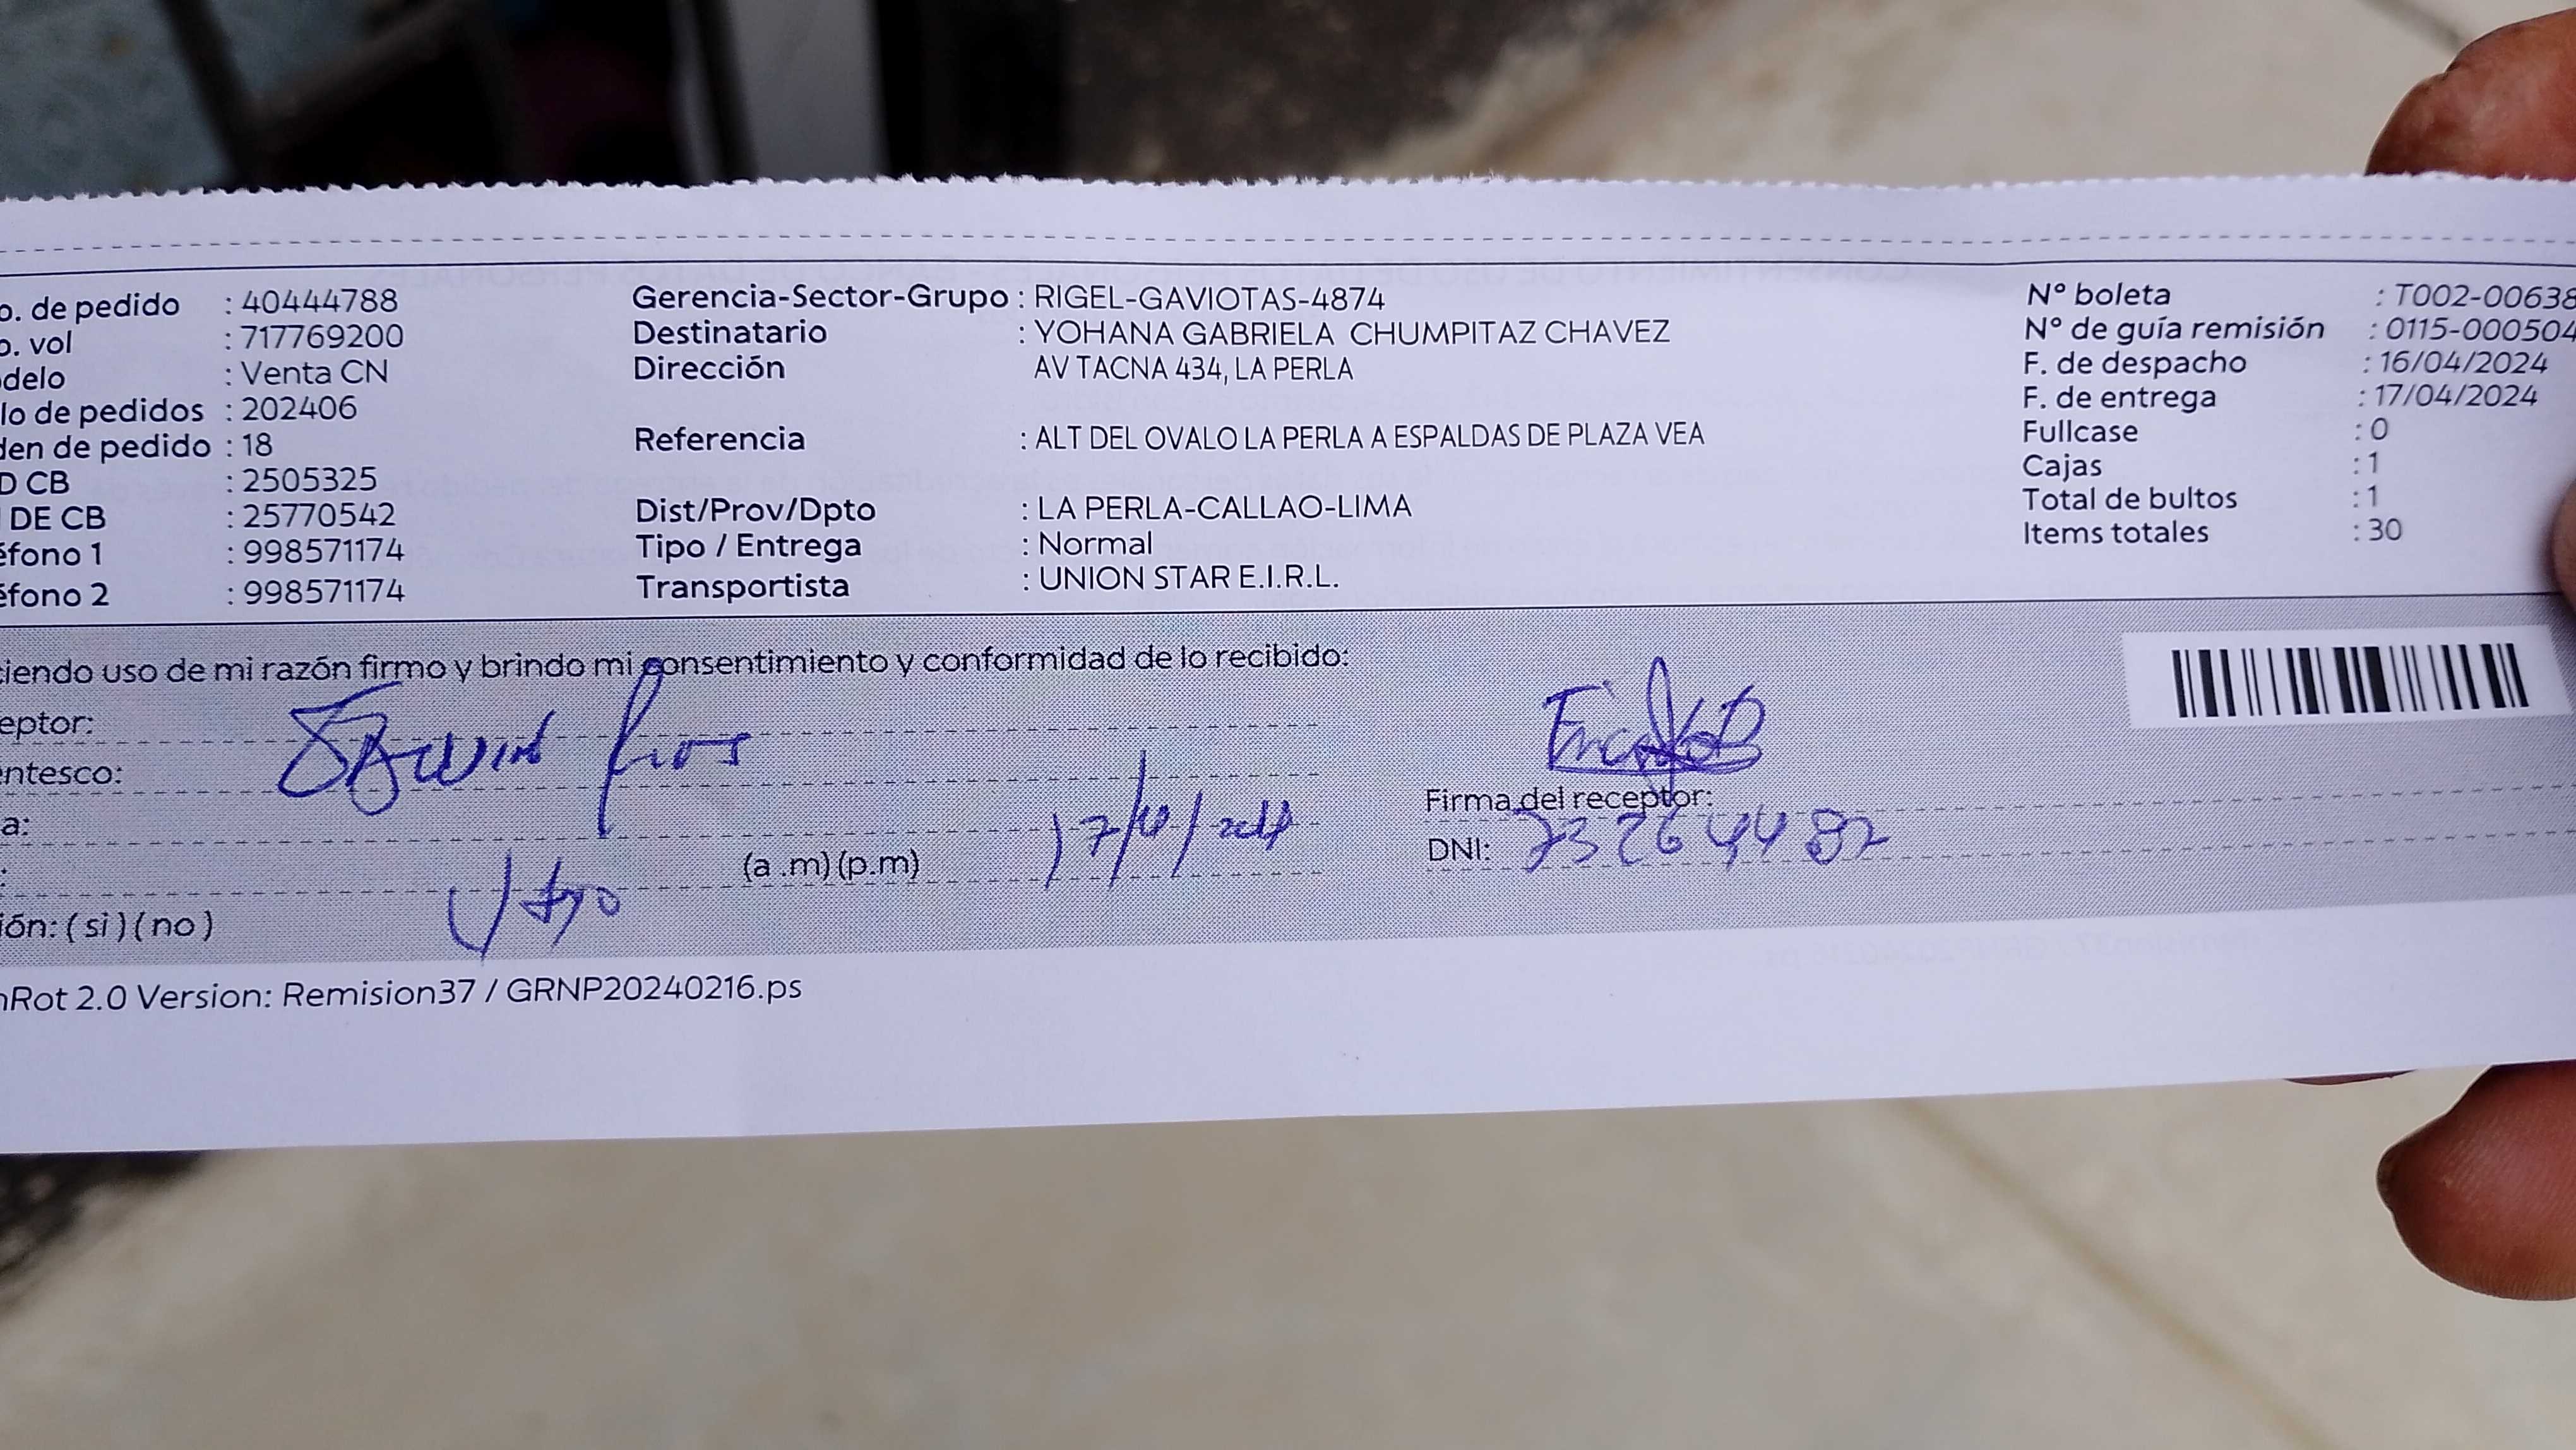 o. de pedido : 40444788
o. vol : 717769200
delo : Venta CN
lo de pedidos : 202406
den de pedido : 18
D CB : 2505325
DE CB : 25770542
éfono 1 : 998571174
éfono 2 : 998571174
Gerencia-Sector-Grupo : RIGEL-GAVIOTAS-4874
Destinatario : YOHANA GABRIELA CHUMPITAZ CHAVEZ
Dirección AV TACNA 434, LA PERLA
Referencia : ALT DEL OVALO LA PERLA A ESPALDAS DE PLAZA VEA
Dist/Prov/Dpto : LA PERLA-CALLAO-LIMA
Tipo / Entrega : Normal
Transportista : UNION STAR E.I.R.L.
N° boleta : T002-00638
N° de guía remisión : 0115-000504
F. de despacho : 16/04/2024
F. de entrega : 17/04/2024
Fullcase : 0
Cajas : 1
Total de bultos : 1
Items totales : 30
ciendo uso de mi razón firmo y brindo mi consentimiento y conformidad de lo recibido:
eptor:
entesco:
a:
: (a .m) (p.m)
ión: ( si ) ( no )
Firma del receptor:
DNI:
nRot 2.0 Version: Remision37 / GRNP20240216.ps